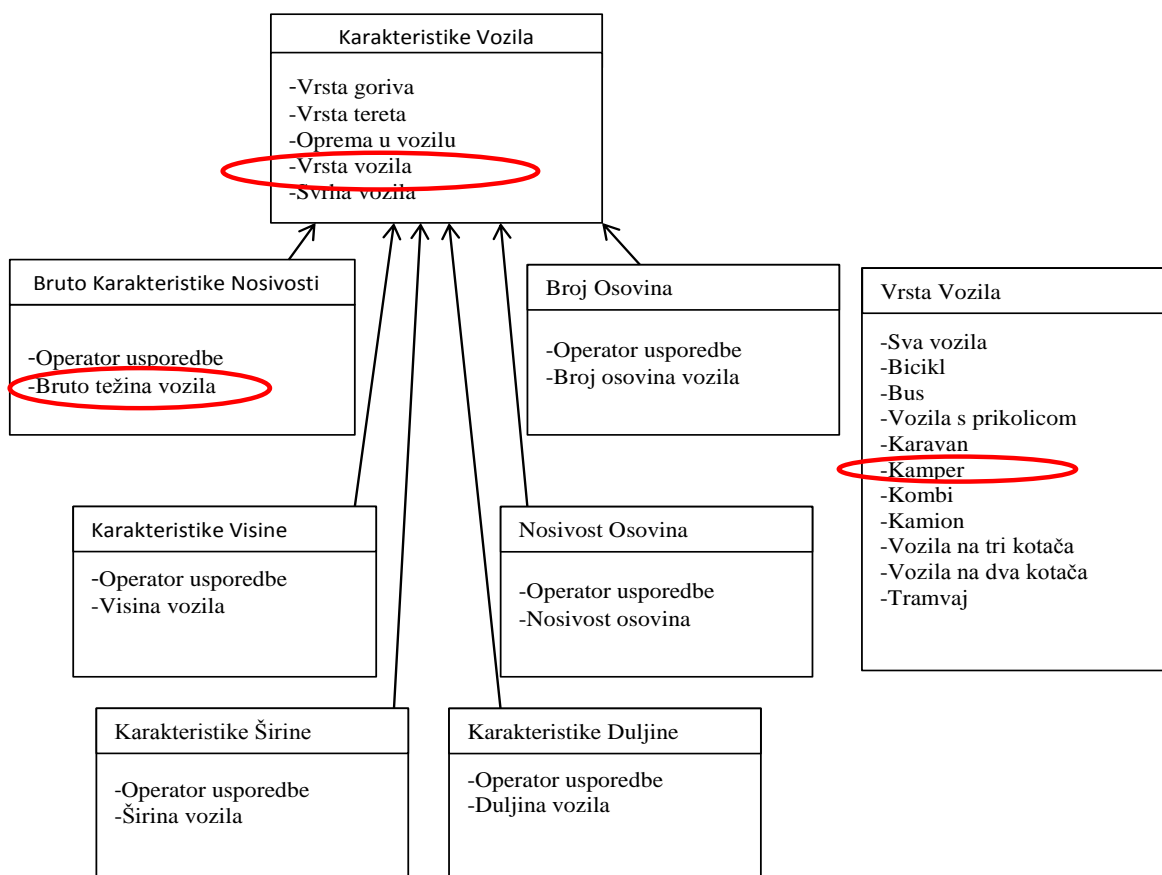 Karakteristike Vozila
-Vrsta goriva
-Vrsta tereta
-Oprema u vozilu
-Vrsta vozila
-Svrha vozila
Bruto Karakteristike Nosivosti
-Operator usporedbe
-Bruto težina vozila
Broj Osovina
-Operator usporedbe
-Broj osovina vozila
Vrsta Vozila
-Sva vozila
-Bicikl
-Bus
-Vozila s prikolicom
-Karavan
-Kamper
-Kombi
-Kamion
-Vozila na tri kotača
-Vozila na dva kotača
-Tramvaj
Karakteristike Visine
-Operator usporedbe
-Visina vozila
Nosivost Osovina
-Operator usporedbe
-Nosivost osovina
Karakteristike Širine
-Operator usporedbe
-Širina vozila
Karakteristike Duljine
-Operator usporedbe
-Duljina vozila